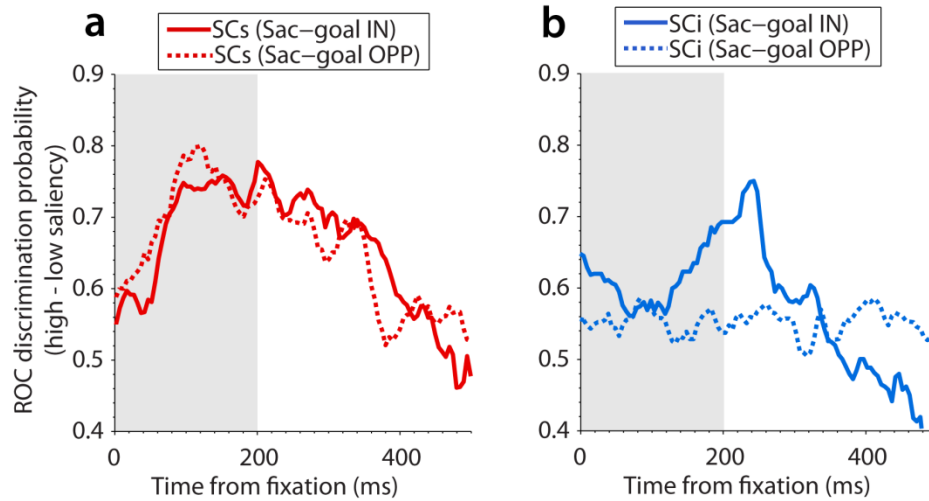 a
SCs (Sac−goal IN)
SCs (Sac−goal OPP)
ROC discrimination probability
(high - low saliency)
0.9
0.8
0.7
0.6
0.5
0.4
0
200
400
Time from fixation (ms)
b
SCi (Sac−goal IN)
SCi (Sac−goal OPP)
0.9
0.8
0.7
0.6
0.5
0.4
0
200
400
Time from fixation (ms)